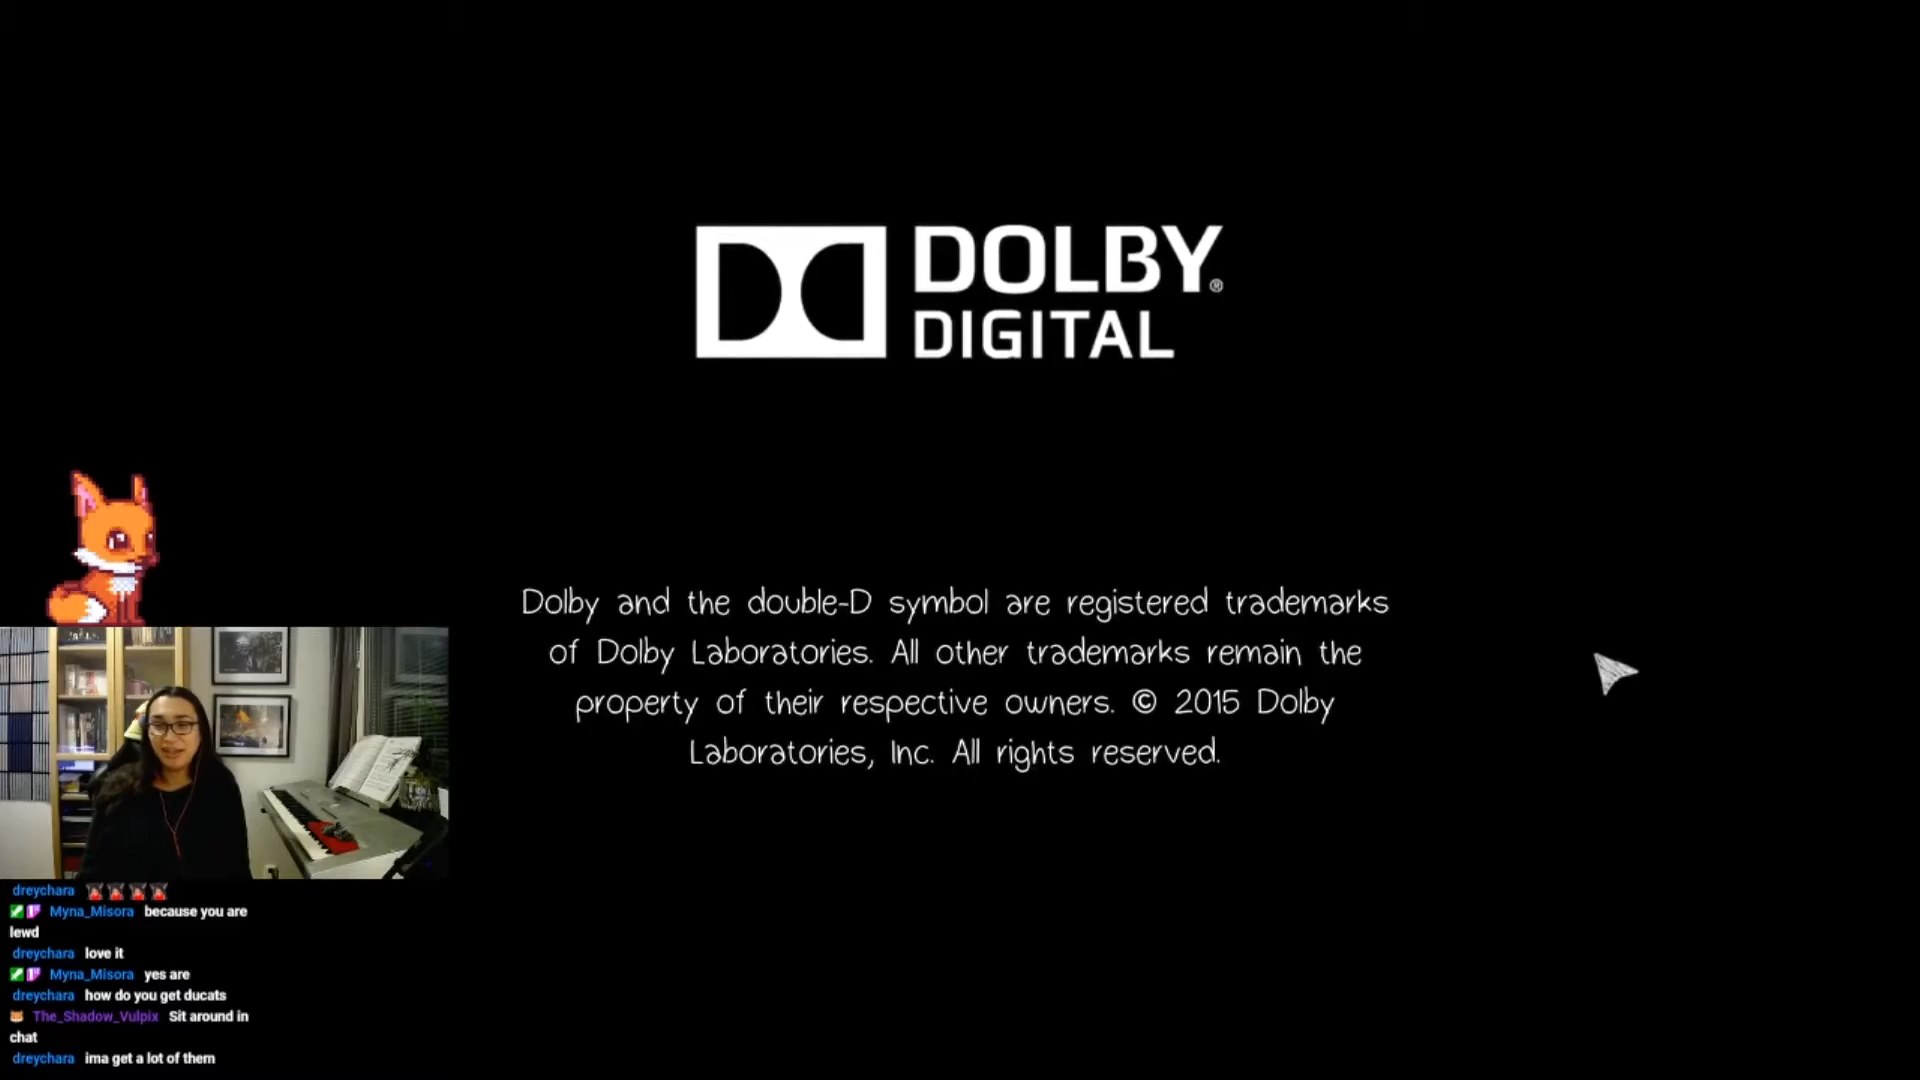 DOLBY®
DIGITAL
Dolby and the double-D symbol are registered trademarks
of Dolby Laboratories. All other trademarks remain the
property of their respective owners. © 2015 Dolby
Laboratories, Inc. All rights reserved.
dreychara
Myna_Misora because you are
lewd
dreychara love it
Myna_Misora yes are
dreychara how do you get ducats
The_Shadow_Vulpix Sit around in
chat
dreychara ima get a lot of them